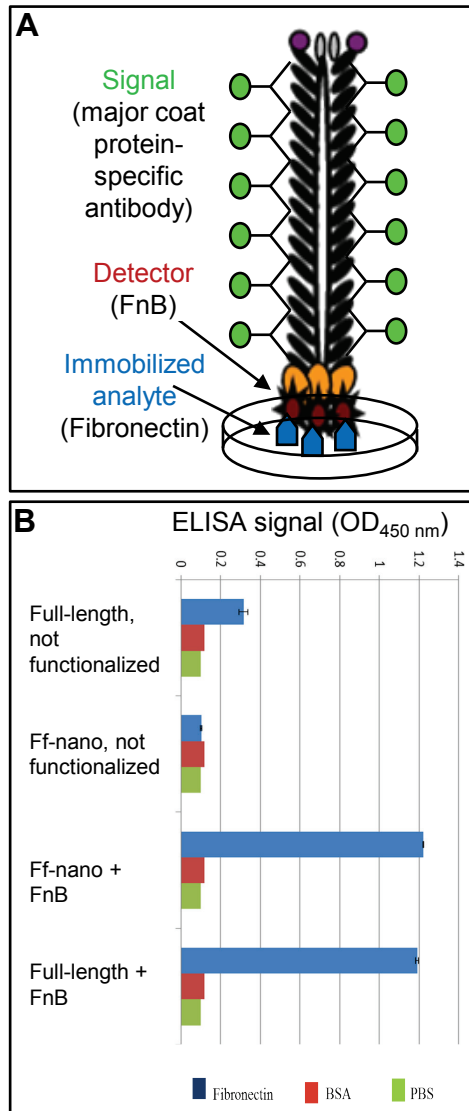 A
Signal
(major coat
protein-
specific
antibody)
Detector
(FnB)
Immobilized
analyte
(Fibronectin)
B
ELISA signal (OD450 nm)
0
0.2
0.4
0.6
0.8
1
1.2
1.4
Full-length,
not
functionalized
Ff-nano, not
functionalized
Ff-nano +
FnB
Full-length +
FnB
Fibronectin
BSA
PBS